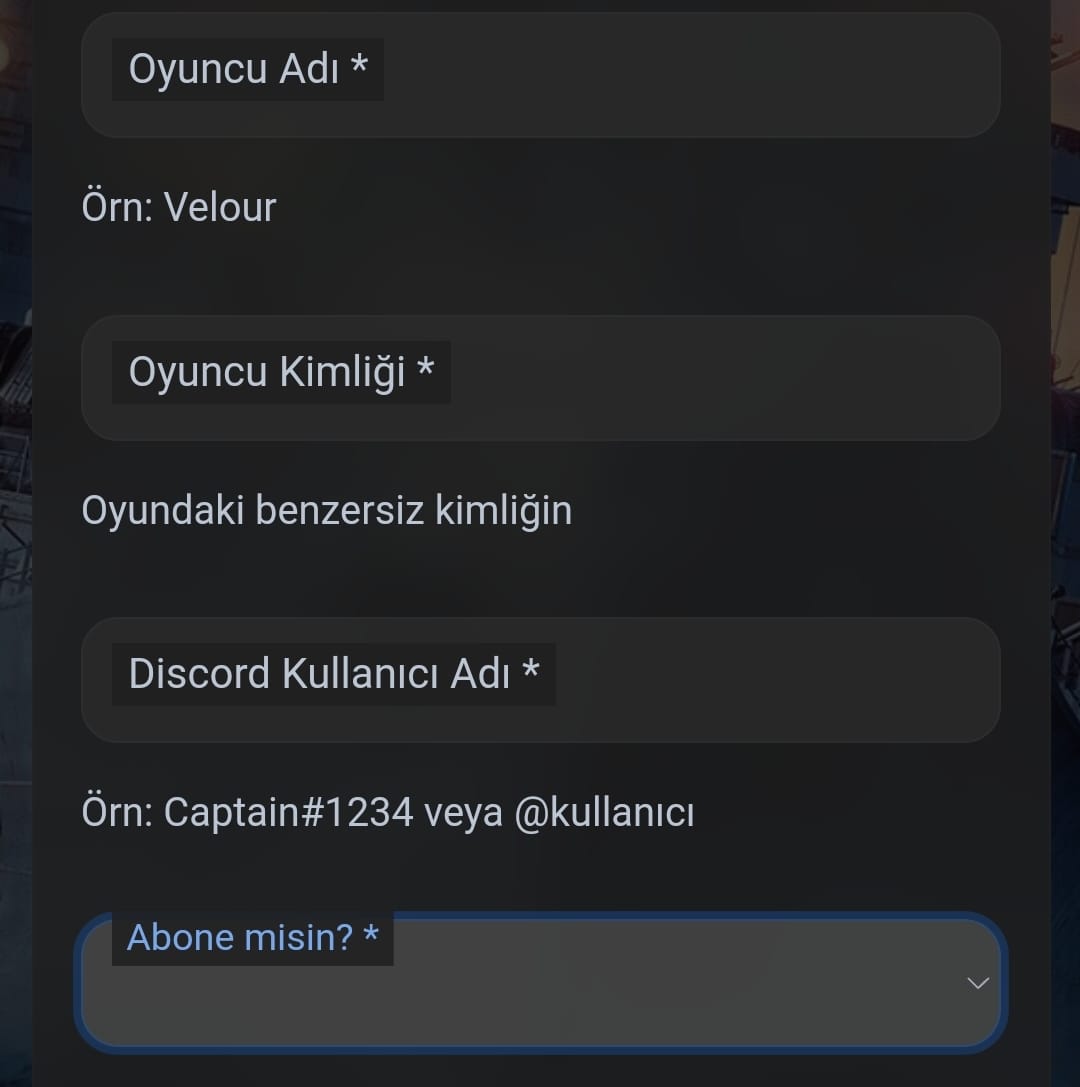 Oyuncu Adı *
Örn: Velour
Oyuncu Kimliği *
Oyundaki benzersiz kimliğin
Discord Kullanıcı Adı *
Örn: Captain#1234 veya @kullanıcı
Abone misin? *